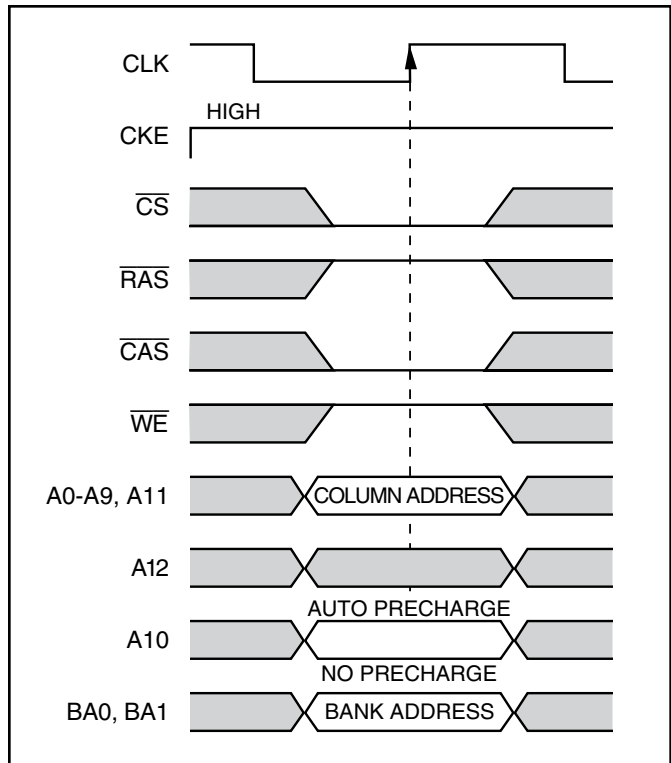 CLK
HIGH
CKE
CS
RAS
CAS
WE
A0-A9, A11
COLUMN ADDRESS
A12
AUTO PRECHARGE
A10
NO PRECHARGE
BA0, BA1
BANK ADDRESS